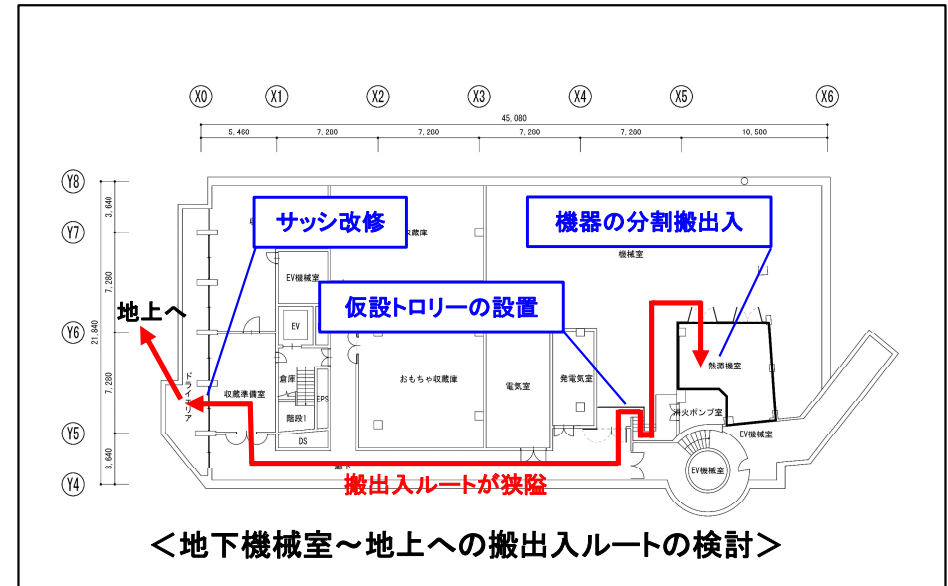 X0 X1 X2 X3 X4 X5 X6
45,080
5,460 7,200 7,200 7,200 7,200 10,500
Y8
Y7
Y6
Y5
Y4
3,640
7,280
21,840
7,280
3,640
サッシ改修
機器の分割搬出入
収蔵庫
機械室
EV機械室
仮設トロリーの設置
地上へ
EV
熱源機室
ドライエリア
収蔵準備室
倉庫
EPS
おもちゃ収蔵庫
電気室
発電気室
階段1
消火ポンプ室
DS
EV機械室
EV機械室
搬出入ルートが狭隘
＜地下機械室～地上への搬出入ルートの検討＞